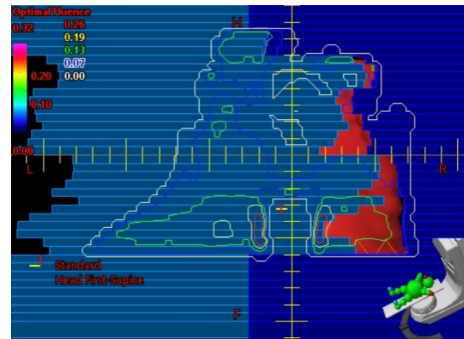 Optimal Fluence
H
0.32
0.26
0.19
0.13
0.07
0.00
0.20
0.10
0.00
L
R
Standard
Head First-Supine
F